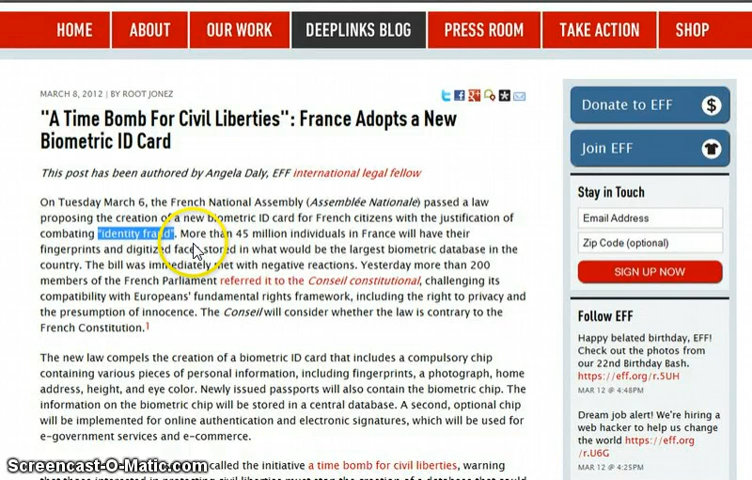 HOME
ABOUT
OUR WORK
DEEPLINKS BLOG
PRESS ROOM
TAKE ACTION
SHOP
MARCH 8, 2012 | BY ROOT JONEZ
"A Time Bomb For Civil Liberties": France Adopts a New
Biometric ID Card
This post has been authored by Angela Daly, EFF international legal fellow
On Tuesday March 6, the French National Assembly (Assemblée Nationale) passed a law
proposing the creation of a new biometric ID card for French citizens with the justification of
combating "identity fraud". More than 45 million individuals in France will have their
fingerprints and digitized faces stored in what would be the largest biometric database in the
country. The bill was immediately met with negative reactions. Yesterday more than 200
members of the French Parliament referred it to the Conseil constitutional, challenging its
compatibility with Europeans' fundamental rights framework, including the right to privacy and
the presumption of innocence. The Conseil will consider whether the law is contrary to the
French Constitution.1
The new law compels the creation of a biometric ID card that includes a compulsory chip
containing various pieces of personal information, including fingerprints, a photograph, home
address, height, and eye color. Newly issued passports will also contain the biometric chip. The
information on the biometric chip will be stored in a central database. A second, optional chip
will be implemented for online authentication and electronic signatures, which will be used for
e-government services and e-commerce.
called the initiative a time bomb for civil liberties, warning
Donate to EFF
Join EFF
Stay in Touch
Email Address
Zip Code (optional)
SIGN UP NOW
Follow EFF
Happy belated birthday, EFF!
Check out the photos from
our 22nd Birthday Bash.
https://eff.org/r.5UH
MAR 12 @ 4:48PM
Dream job alert! We're hiring a
web hacker to help us change
the world https://eff.org
/r.U6G
MAR 12 @ 4:25PM
Screencast-O-Matic.com